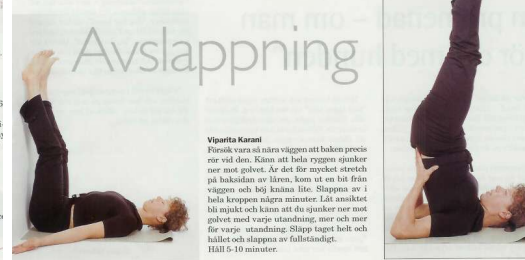 Avslappning
Viparita Karani
Försök vara så nära väggen att baken precis
rör vid den. Känn att hela ryggen sjunker
ner mot golvet. Är det för mycket stretch
på baksidan av låren, kom ut en bit från
väggen och böj knäna lite. Slappna av i
hela kroppen några minuter. Låt ansiktet
bli mjukt och känn att du sjunker ner mot
golvet med varje utandning, mer och mer
för varje utandning. Släpp taget helt och
hållet och slappna av fullständigt.
Håll 5-10 minuter.